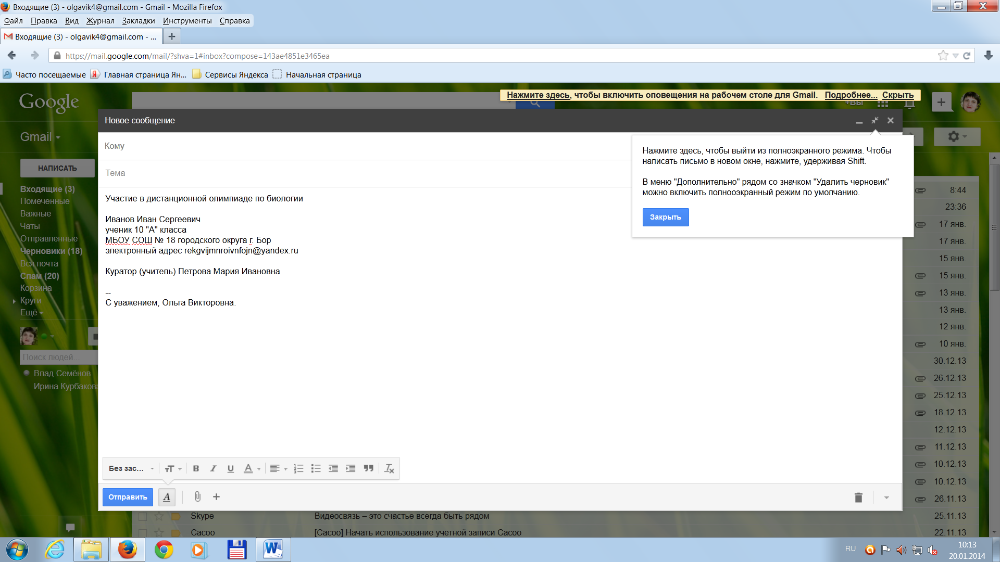 Входящие (3) - olgavik4@gmail.com - Gmail - Mozilla Firefox
Файл Правка Вид Журнал Закладки Инструменты Справка
Входящие (3) - olgavik4@gmail.com - ...
https://mail.google.com/mail/?shva=1#inbox?compose=143ae4851e3465ea
Часто посещаемые Главная страница Ян... Сервисы Яндекса Начальная страница
Google
Нажмите здесь, чтобы включить оповещения на рабочем столе для Gmail. Подробнее... Скрыть
+Вы
Новое сообщение
Gmail
Кому
Тема
Нажмите здесь, чтобы выйти из полноэкранного режима. Чтобы
написать письмо в новом окне, нажмите, удерживая Shift.
В меню "Дополнительно" рядом со значком "Удалить черновик"
можно включить полнооэкранный режим по умолчанию.
Закрыть
НАПИСАТЬ
Входящие (3)
Помеченные
Важные
Чаты
Отправленные
Черновики (18)
Вся почта
Спам (20)
Корзина
Круги
Ещё
Поиск людей...
Влад Семёнов
Ирина Курбакова
Участие в дистанционной олимпиаде по биологии
Иванов Иван Сергеевич
ученик 10 "А" класса
МБОУ СОШ № 18 городского округа г. Бор
электронный адрес rekgvijmnroivnfojn@yandex.ru
Куратор (учитель) Петрова Мария Ивановна
--
С уважением, Ольга Викторовна.
8:44
23:36
17 янв.
17 янв.
15 янв.
15 янв.
13 янв.
13 янв.
12 янв.
10 янв.
30.12.13
26.12.13
25.12.13
18.12.13
12.12.13
11.12.13
10.12.13
10.12.13
26.11.13
Без зас...
Отправить
Skype Видеосвязь – это счастье всегда быть рядом 25.11.13
Cacoo [Cacoo] Начать использование учетной записи Cacoo 22.11.13
RU
10:13
20.01.2014